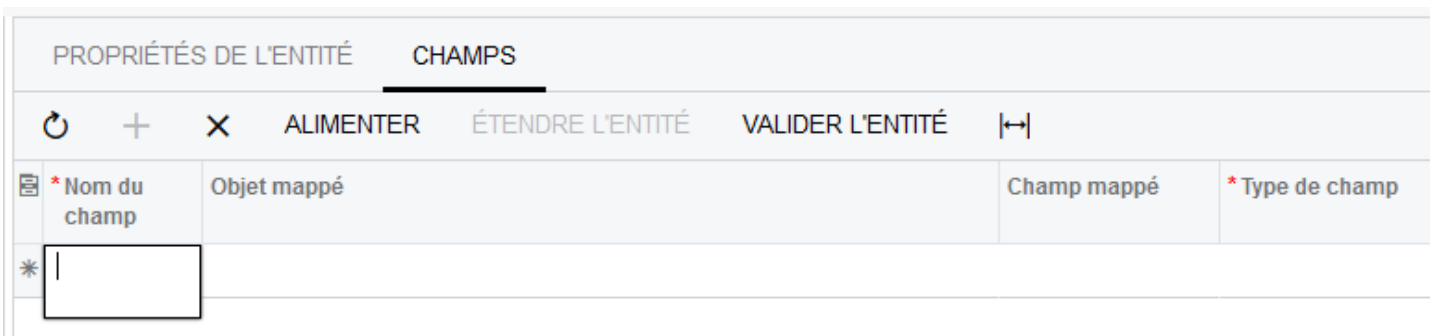 PROPRIÉTÉS DE L'ENTITÉ CHAMPS
ALIMENTER ÉTENDRE L'ENTITÉ VALIDER L'ENTITÉ
* Nom du champ Objet mappé Champ mappé * Type de champ